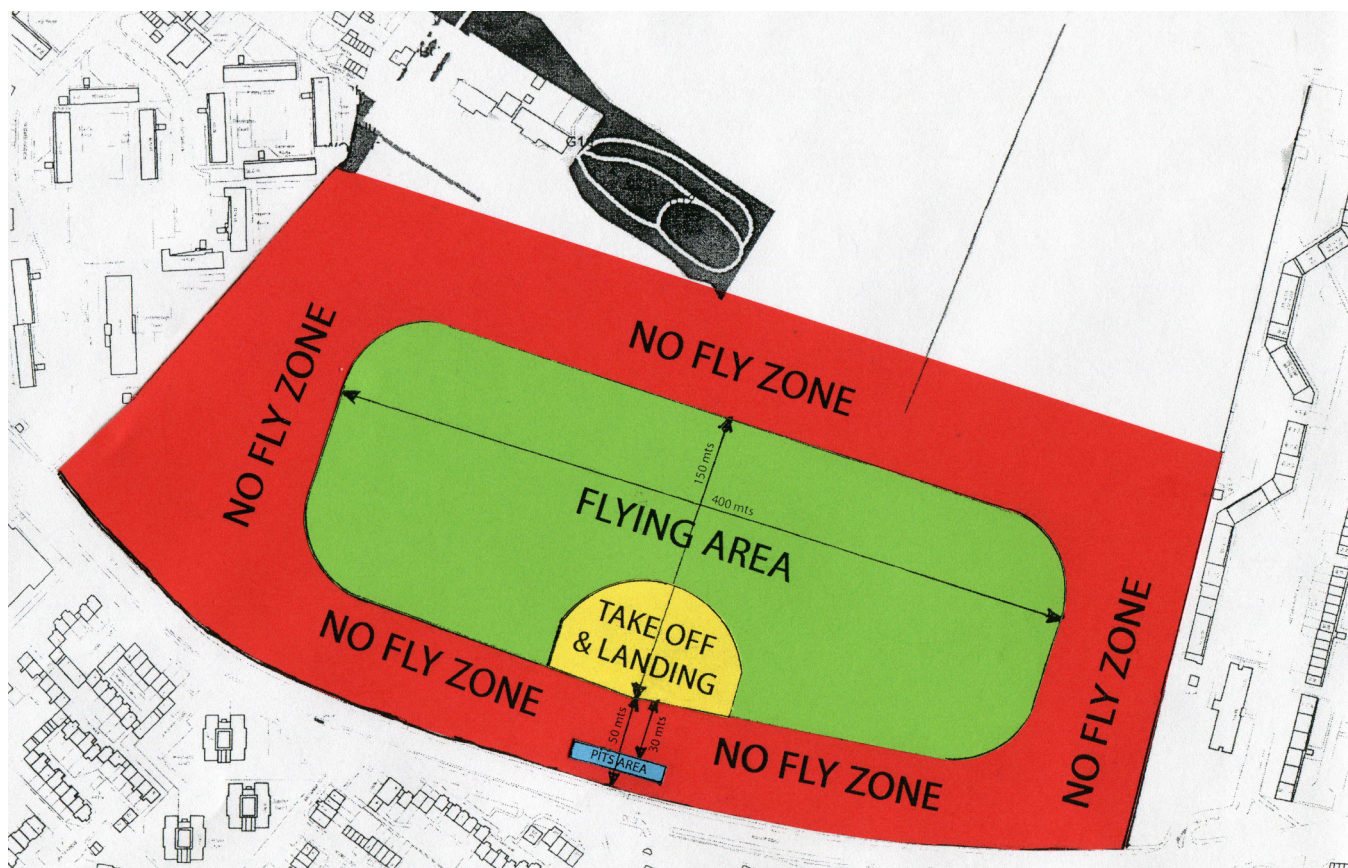 NO FLY ZONE
NO FLY ZONE
150 mts
400 mts
FLYING AREA
TAKE OFF
& LANDING
NO FLY ZONE
NO FLY ZONE
50 mts
30 mts
PITS AREA
NO FLY ZONE